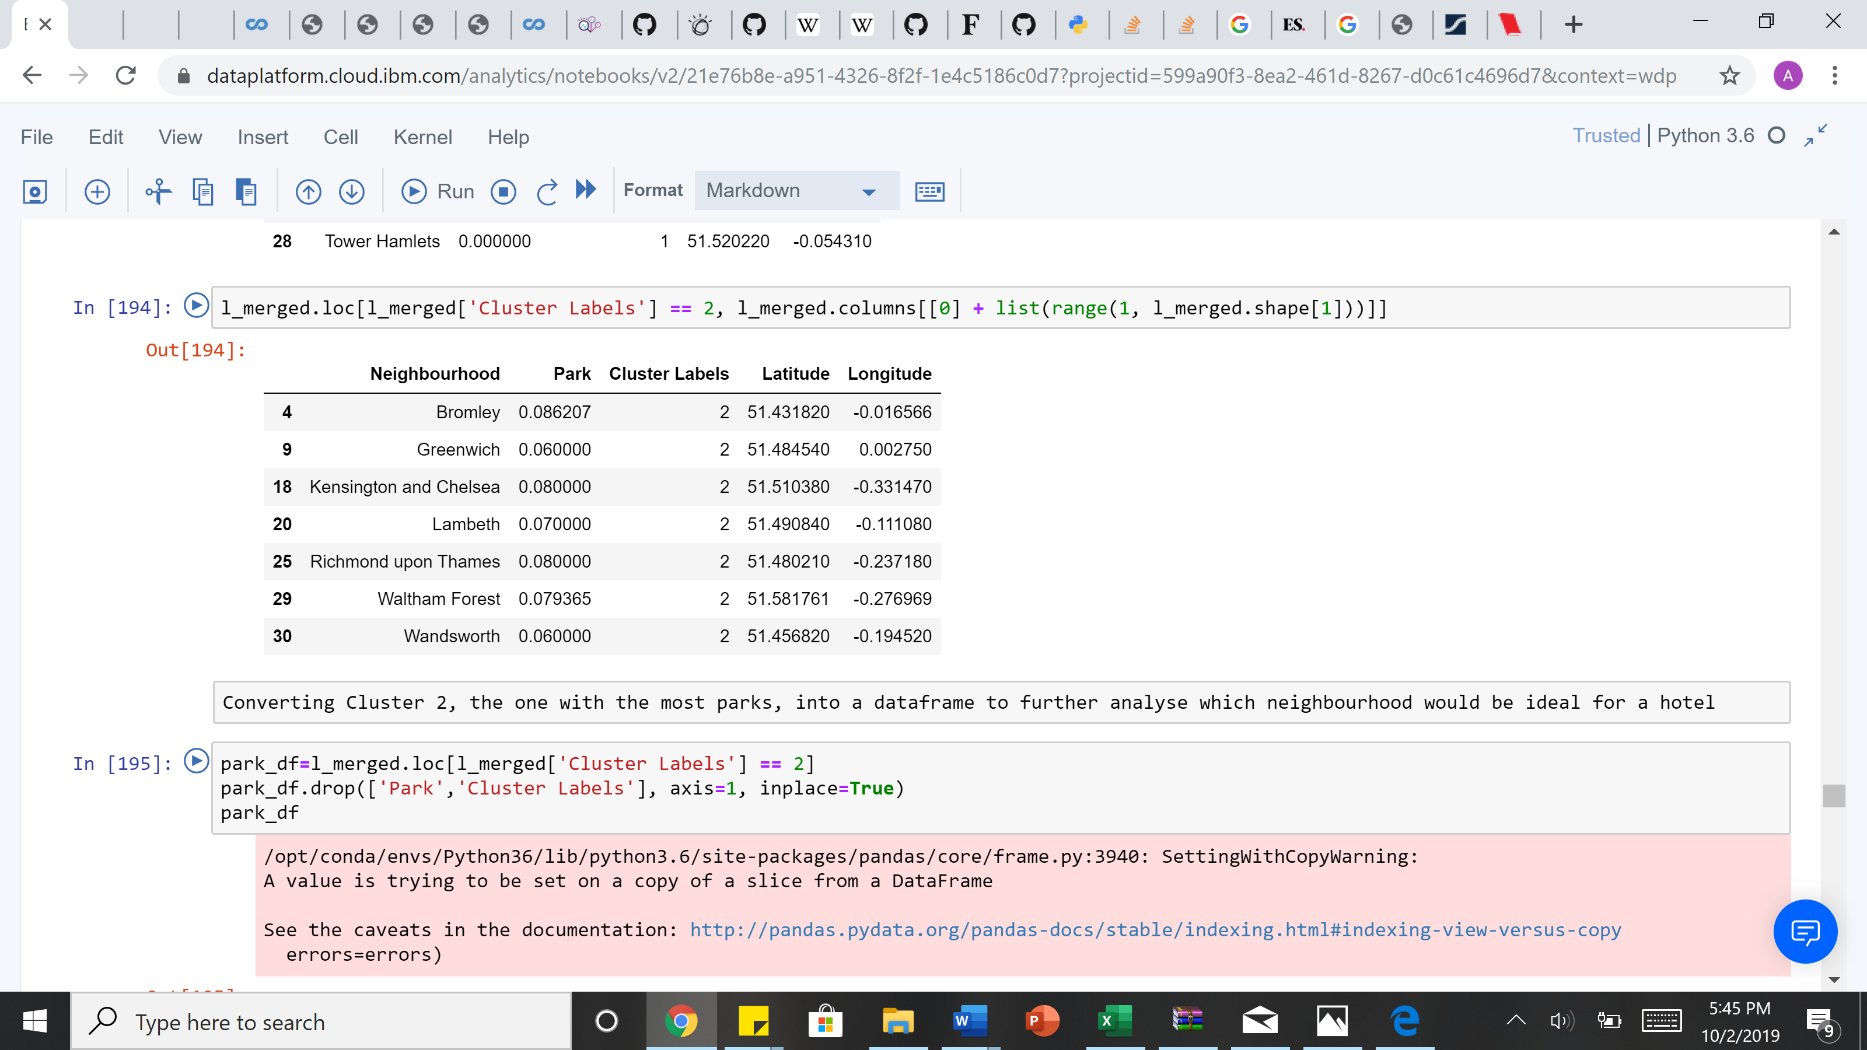 W
W
F
G
ES.
G
dataplatform.cloud.ibm.com/analytics/notebooks/v2/21e76b8e-a951-4326-8f2f-1e4c5186c0d7?projectid=599a90f3-8ea2-461d-8267-d0c61c4696d7&context=wdp
A
File Edit View Insert Cell Kernel Help
Trusted | Python 3.6
Run Format Markdown
28 Tower Hamlets 0.000000 1 51.520220 -0.054310
In [194]: l_merged.loc[l_merged['Cluster Labels'] == 2, l_merged.columns[[0] + list(range(1, l_merged.shape[1]))]]
Out[194]:
Neighbourhood Park Cluster Labels Latitude Longitude
4 Bromley 0.086207 2 51.431820 -0.016566
9 Greenwich 0.060000 2 51.484540 0.002750
18 Kensington and Chelsea 0.080000 2 51.510380 -0.331470
20 Lambeth 0.070000 2 51.490840 -0.111080
25 Richmond upon Thames 0.080000 2 51.480210 -0.237180
29 Waltham Forest 0.079365 2 51.581761 -0.276969
30 Wandsworth 0.060000 2 51.456820 -0.194520
Converting Cluster 2, the one with the most parks, into a dataframe to further analyse which neighbourhood would be ideal for a hotel
In [195]: park_df=l_merged.loc[l_merged['Cluster Labels'] == 2]
park_df.drop(['Park','Cluster Labels'], axis=1, inplace=True)
park_df
/opt/conda/envs/Python36/lib/python3.6/site-packages/pandas/core/frame.py:3940: SettingWithCopyWarning:
A value is trying to be set on a copy of a slice from a DataFrame
See the caveats in the documentation: http://pandas.pydata.org/pandas-docs/stable/indexing.html#indexing-view-versus-copy
errors=errors)
Type here to search
5:45 PM
10/2/2019
9